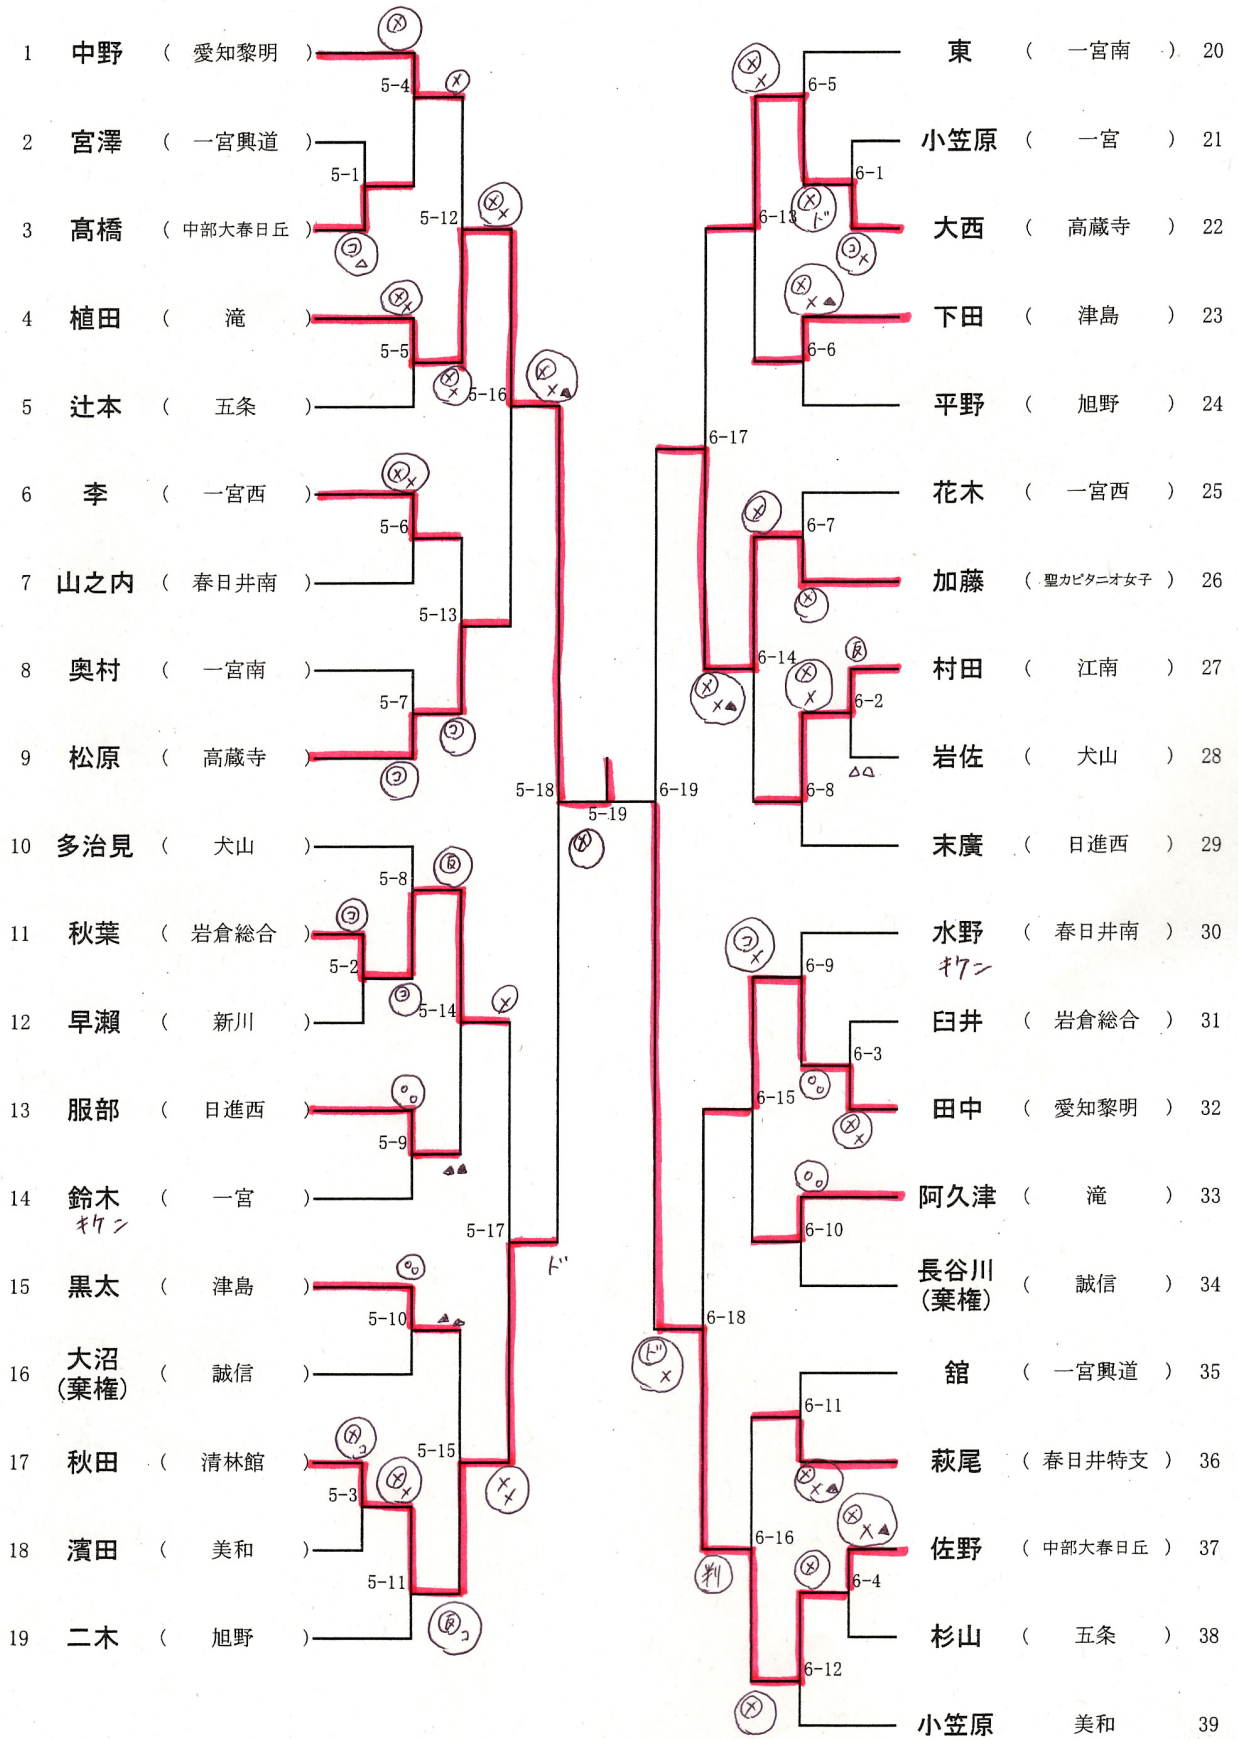 1 中野 ( 愛知黎明 )
2 宮澤 ( 一宮興道 )
3 髙橋 ( 中部大春日丘 )
4 植田 ( 滝 )
5 辻本 ( 五条 )
6 李 ( 一宮西 )
7 山之内 ( 春日井南 )
8 奥村 ( 一宮南 )
9 松原 ( 高蔵寺 )
10 多治見 ( 犬山 )
11 秋葉 ( 岩倉総合 )
12 早瀬 ( 新川 )
13 服部 ( 日進西 )
14 鈴木 ( 一宮 )
キケン
15 黒太 ( 津島 )
16 大沼 (棄権) ( 誠信 )
17 秋田 ( 清林館 )
18 濱田 ( 美和 )
19 二木 ( 旭野 )
5-4
5-1
5-12
5-5
5-16
5-6
5-13
5-7
5-18
5-19
5-8
5-2
5-14
5-9
5-17
ド
5-10
5-15
5-3
5-11
東 ( 一宮南 ) 20
小笠原 ( 一宮 ) 21
大西 ( 高蔵寺 ) 22
下田 ( 津島 ) 23
平野 ( 旭野 ) 24
花木 ( 一宮西 ) 25
加藤 ( 聖カピタニオ女子 ) 26
村田 ( 江南 ) 27
岩佐 ( 犬山 ) 28
末廣 ( 日進西 ) 29
水野 ( 春日井南 ) 30
キケン
臼井 ( 岩倉総合 ) 31
田中 ( 愛知黎明 ) 32
阿久津 ( 滝 ) 33
長谷川 (棄権) ( 誠信 ) 34
舘 ( 一宮興道 ) 35
萩尾 ( 春日井特支 ) 36
佐野 ( 中部大春日丘 ) 37
杉山 ( 五条 ) 38
小笠原 美和 39
6-5
6-1
6-13
ド
6-6
6-17
6-7
6-14
反
6-2
6-8
6-19
6-9
6-3
6-15
6-10
6-18
ド
6-11
6-16
判
6-4
6-12